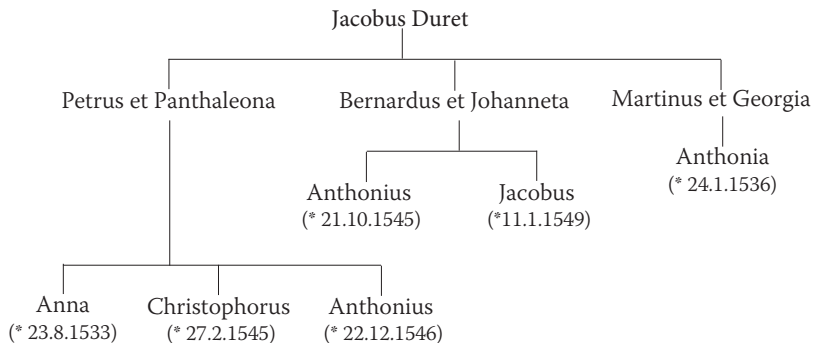 Jacobus Duret
Petrus et Panthaleona
Bernardus et Johanneta
Martinus et Georgia
Anthonius
(* 21.10.1545)
Jacobus
(*11.1.1549)
Anthonia
(* 24.1.1536)
Anna
(* 23.8.1533)
Christophorus
(* 27.2.1545)
Anthonius
(* 22.12.1546)